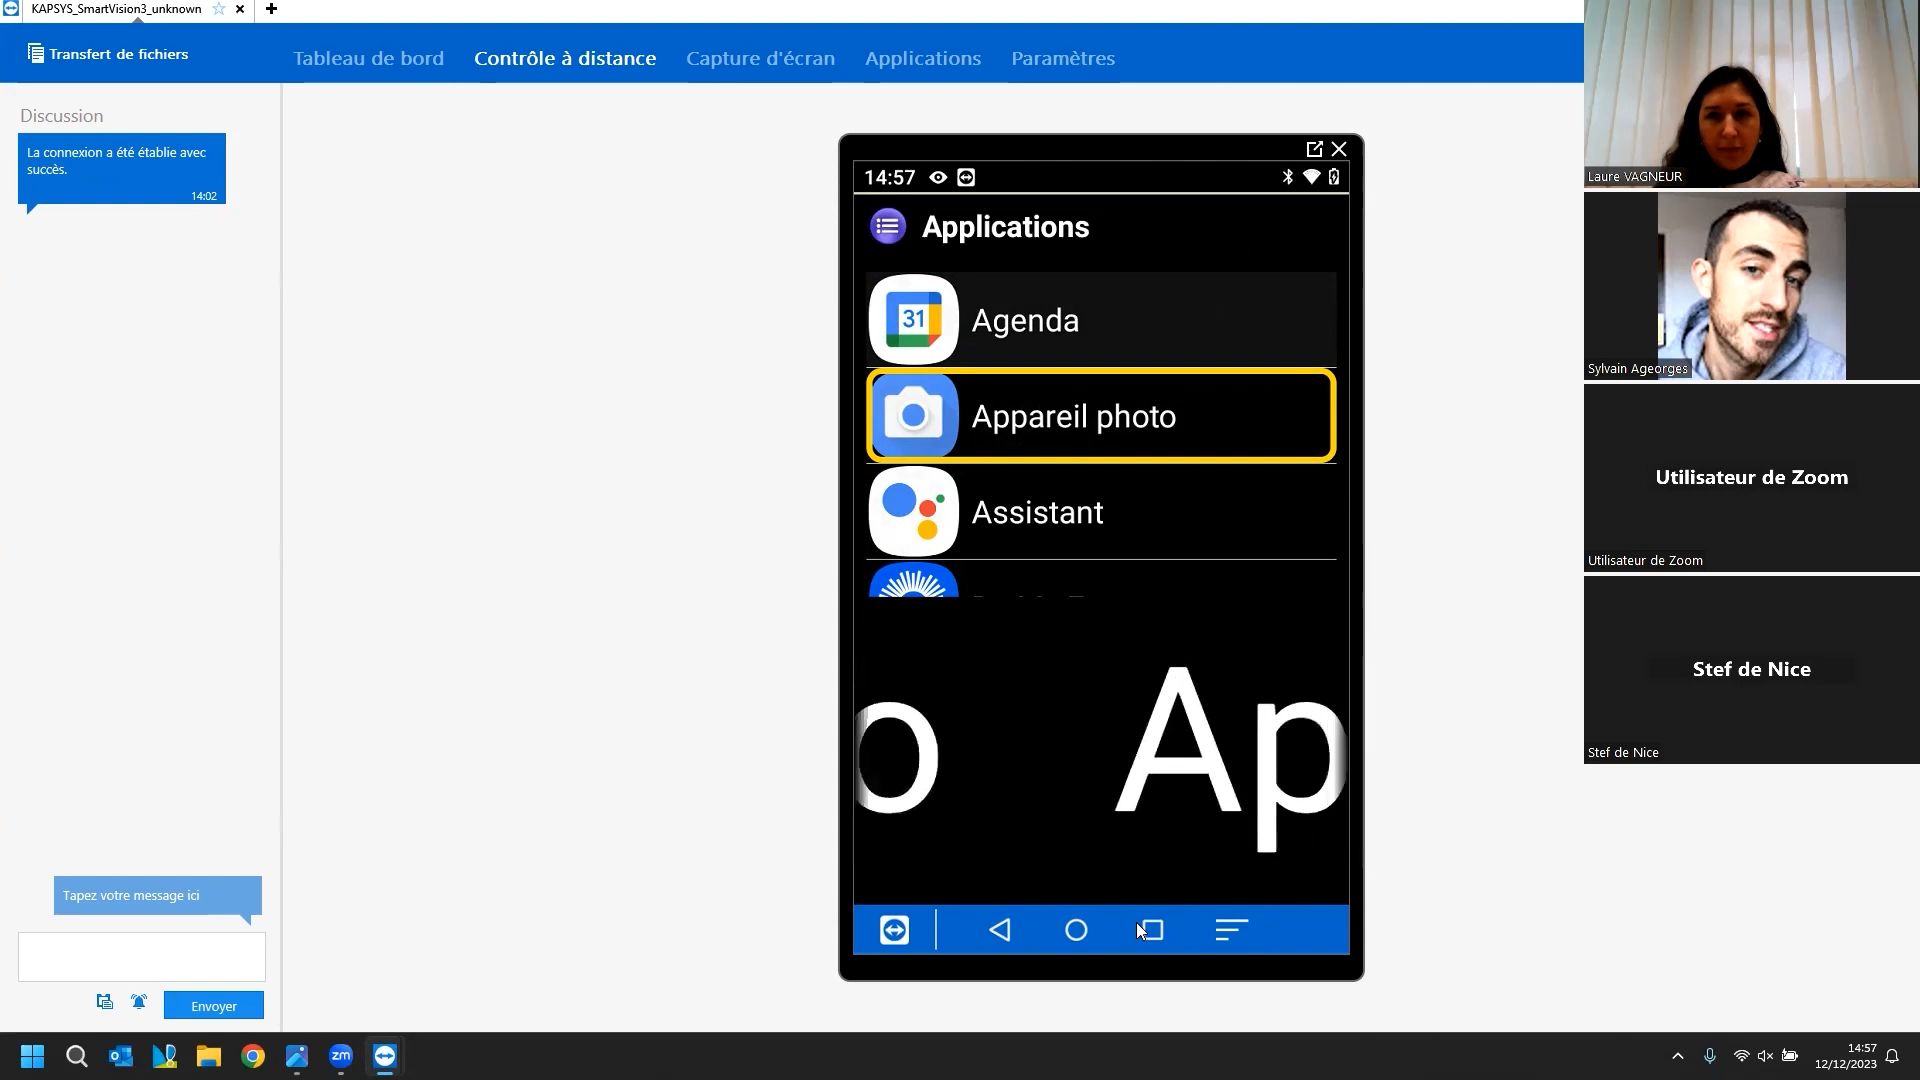 KAPSYS_SmartVision3_unknown
Transfert de fichiers
Tableau de bord
Contrôle à distance
Capture d'écran
Applications
Paramètres
Discussion
La connexion a été établie avec
succès.
14:02
14:57
Applications
31
Agenda
Appareil photo
Assistant
o Ap
Tapez votre message ici
Envoyer
Laure VAGNEUR
Sylvain Ageorges
Utilisateur de Zoom
Utilisateur de Zoom
Stef de Nice
Stef de Nice
zm
14:57
12/12/2023